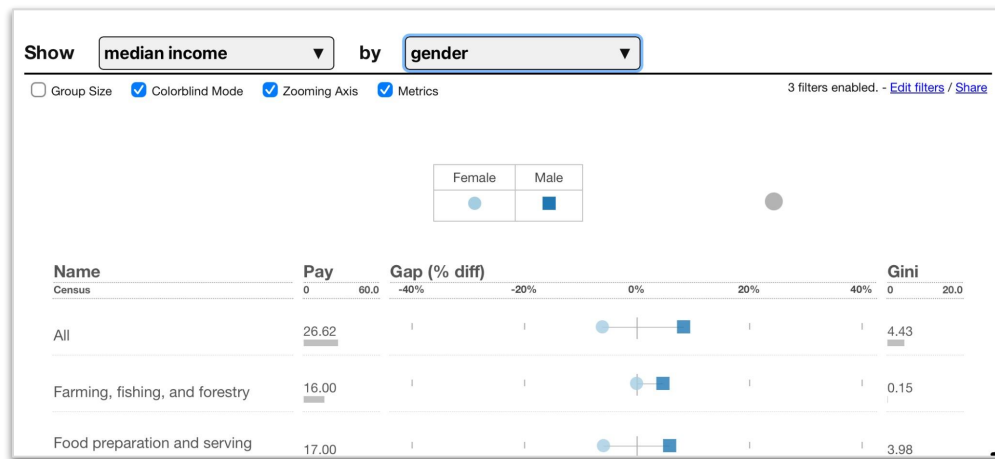 Show median income ▼ by gender ▼
Group Size Colorblind Mode Zooming Axis Metrics 3 filters enabled. - Edit filters / Share
Female Male
Name Pay Gap (% diff) Gini
Census 0 60.0 -40% -20% 0% 20% 40% 0 20.0
All 26.62 4.43
Farming, fishing, and forestry 16.00 0.15
Food preparation and serving 17.00 3.98